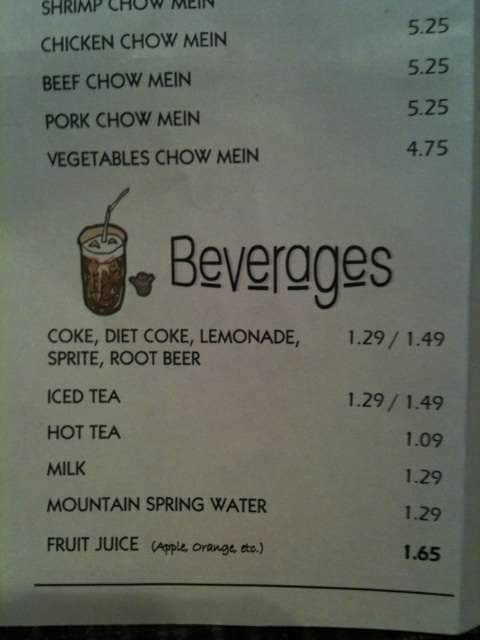 SHRIMP CHOW MEIN
CHICKEN CHOW MEIN 5.25
BEEF CHOW MEIN 5.25
PORK CHOW MEIN 5.25
VEGETABLES CHOW MEIN 4.75
Beverages
COKE, DIET COKE, LEMONADE, 1.29 / 1.49
SPRITE, ROOT BEER
ICED TEA 1.29 / 1.49
HOT TEA 1.09
MILK 1.29
MOUNTAIN SPRING WATER 1.29
FRUIT JUICE (Apple, Orange, etc.) 1.65